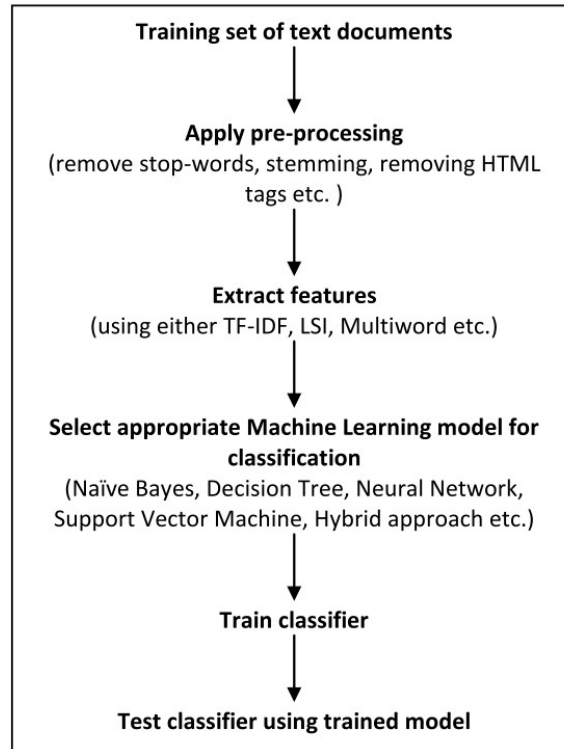 Training set of text documents
Apply pre-processing
(remove stop-words, stemming, removing HTML
tags etc. )
Extract features
(using either TF-IDF, LSI, Multiword etc.)
Select appropriate Machine Learning model for
classification
(Naïve Bayes, Decision Tree, Neural Network,
Support Vector Machine, Hybrid approach etc.)
Train classifier
Test classifier using trained model